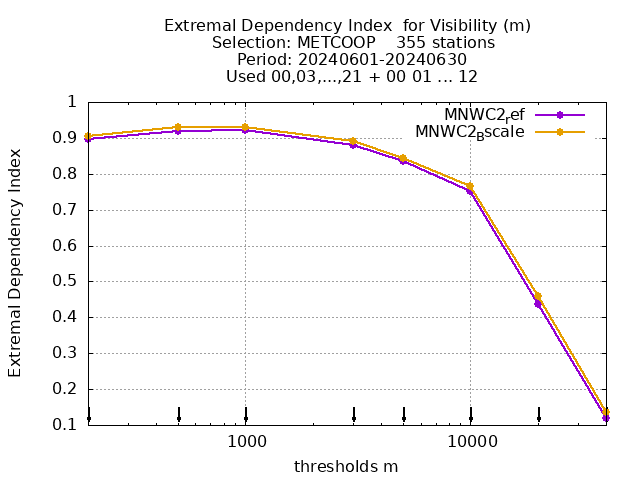 Extremal Dependency Index  for Visibility (m)
Selection: METCOOP    355 stations
Period: 20240601-20240630
Used 00,03,...,21 + 00 01 ... 12
MNWC2_ref
MNWC2_Bscale
Extremal Dependency Index
1
0.9
0.8
0.7
0.6
0.5
0.4
0.3
0.2
0.1
1000 10000
thresholds m